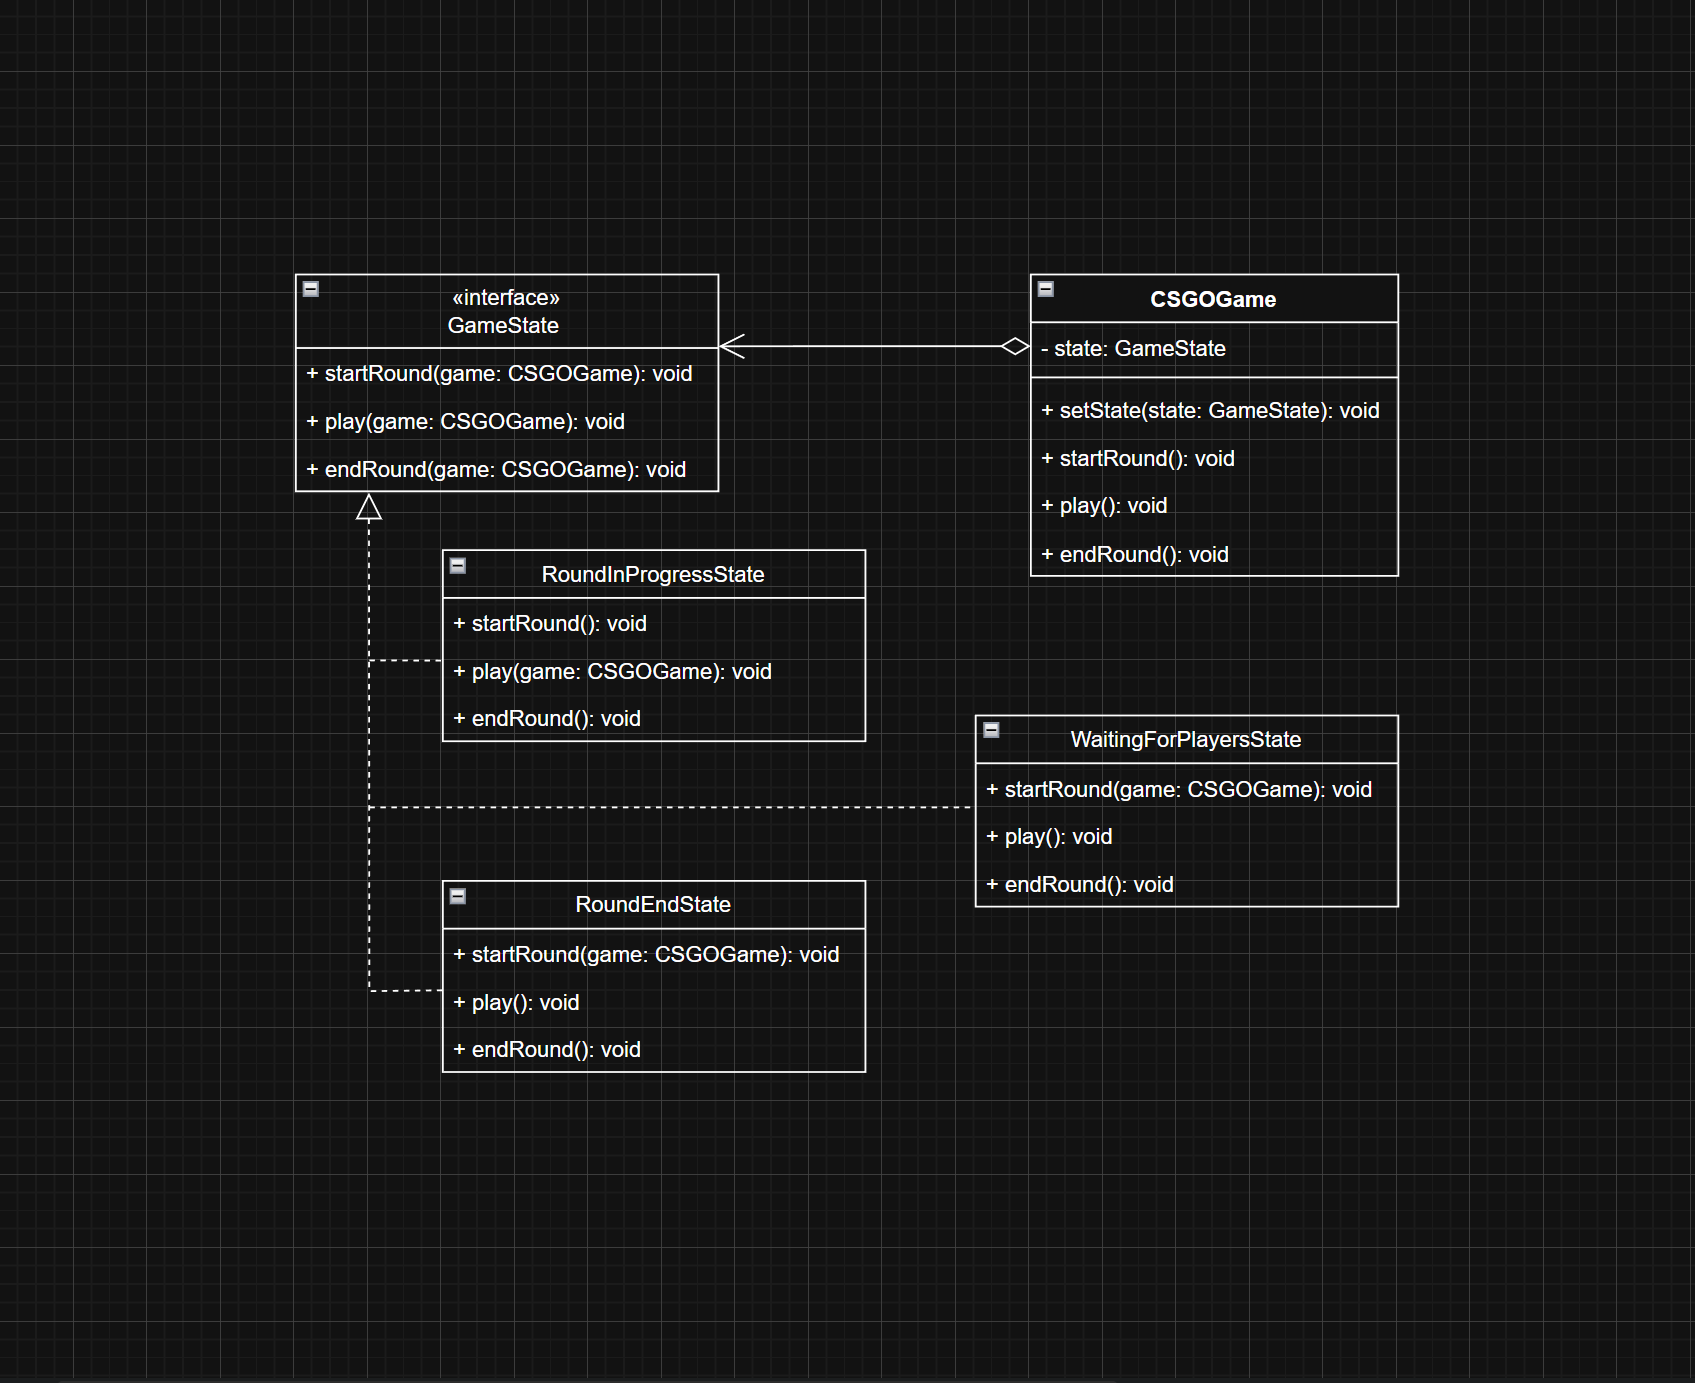 «interface»
GameState
+ startRound(game: CSGOGame): void
+ play(game: CSGOGame): void
+ endRound(game: CSGOGame): void
CSGOGame
- state: GameState
+ setState(state: GameState): void
+ startRound(): void
+ play(): void
+ endRound(): void
RoundInProgressState
+ startRound(): void
+ play(game: CSGOGame): void
+ endRound(): void
WaitingForPlayersState
+ startRound(game: CSGOGame): void
+ play(): void
+ endRound(): void
RoundEndState
+ startRound(game: CSGOGame): void
+ play(): void
+ endRound(): void